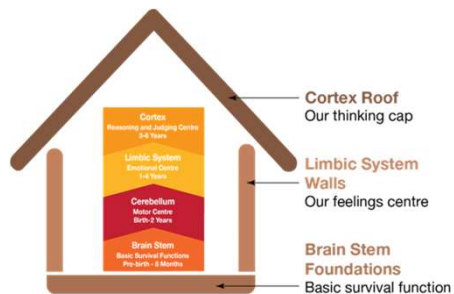 Cortex
Reasoning and Judging Centre
3-6 Years
Limbic System
Emotional Centre
1-4 Years
Cerebellum
Motor Centre
Birth-2 Years
Brain Stem
Basic Survival Functions
Pre-birth - 8 Months
Cortex Roof
Our thinking cap
Limbic System
Walls
Our feelings centre
Brain Stem
Foundations
Basic survival function